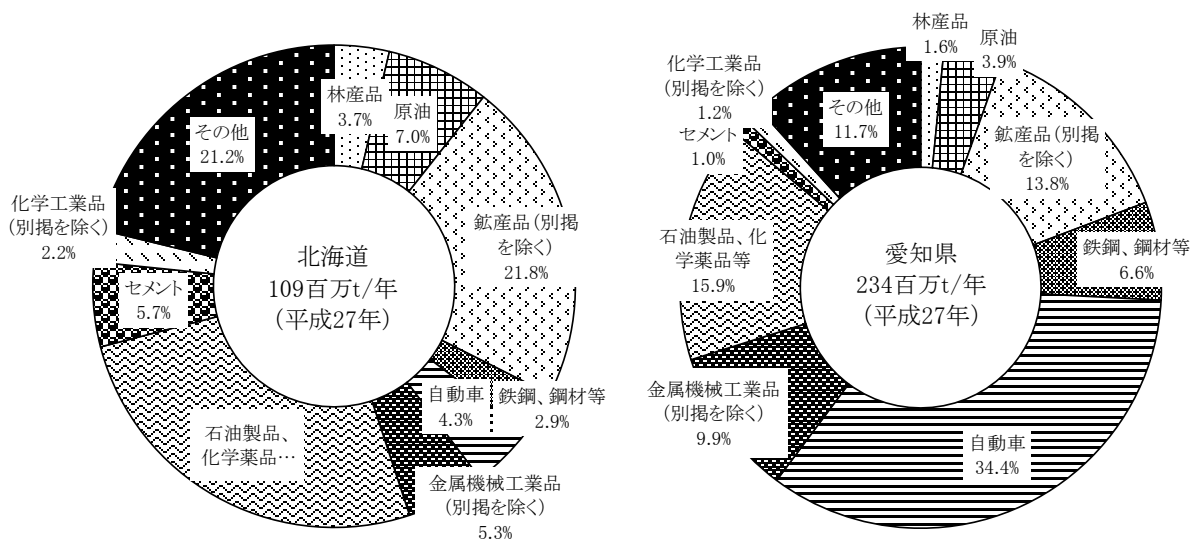 林産品
3.7%
原油
7.0%
鉱産品(別掲
を除く)
21.8%
鉄鋼、鋼材等
2.9%
自動車
4.3%
金属機械工業品
(別掲を除く)
5.3%
石油製品、
化学薬品…
セメント
5.7%
化学工業品
(別掲を除く)
2.2%
その他
21.2%
北海道
109百万t/年
(平成27年)
林産品
1.6%
原油
3.9%
鉱産品(別掲
を除く)
13.8%
鉄鋼、鋼材等
6.6%
自動車
34.4%
金属機械工業品
(別掲を除く)
9.9%
石油製品、化
学薬品等
15.9%
セメント
1.0%
化学工業品
(別掲を除く)
1.2%
その他
11.7%
愛知県
234百万t/年
(平成27年)